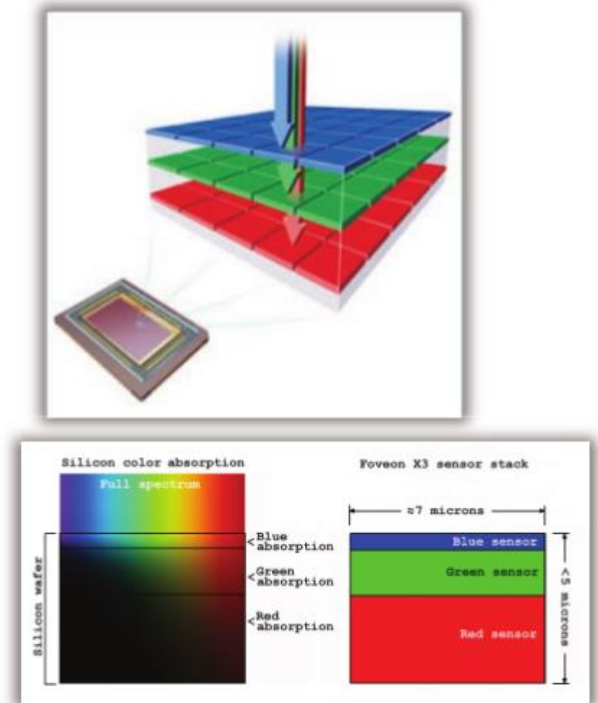 Silicon color absorption
Full spectrum
Silicon wafer
Blue
absorption
Green
absorption
Red
absorption
Foveon X3 sensor stack
≈7 microns
Blue sensor
Green sensor
Red sensor
<5 microns